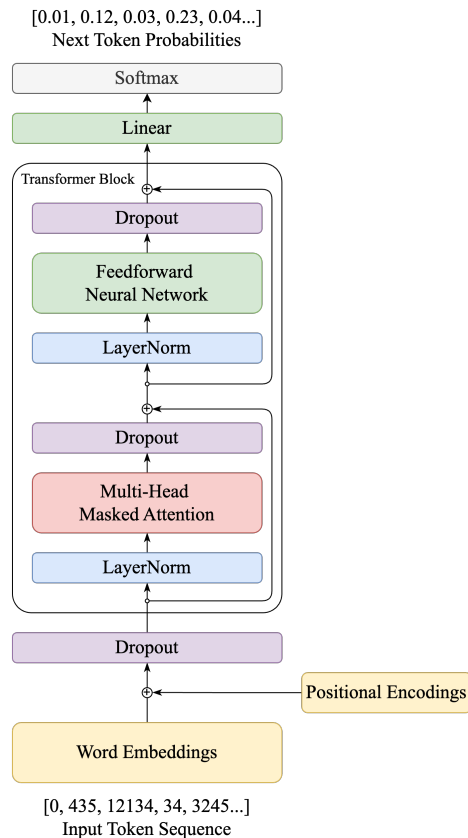 [0.01, 0.12, 0.03, 0.23, 0.04...]
Next Token Probabilities
Softmax
Linear
Transformer Block
Dropout
Feedforward
Neural Network
LayerNorm
Dropout
Multi-Head
Masked Attention
LayerNorm
Dropout
Positional Encodings
Word Embeddings
[0, 435, 12134, 34, 3245...]
Input Token Sequence